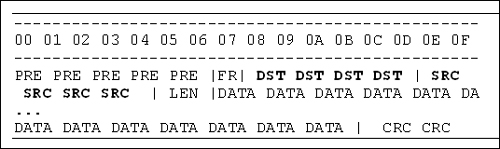 --------------------------------------------------
00 01 02 03 04 05 06 07 08 09 0A 0B 0C 0D 0E 0F
--------------------------------------------------
PRE PRE PRE PRE PRE |FR| DST DST DST DST | SRC
SRC SRC SRC | LEN |DATA DATA DATA DATA DATA DA
...
DATA DATA DATA DATA DATA DATA DATA | CRC CRC